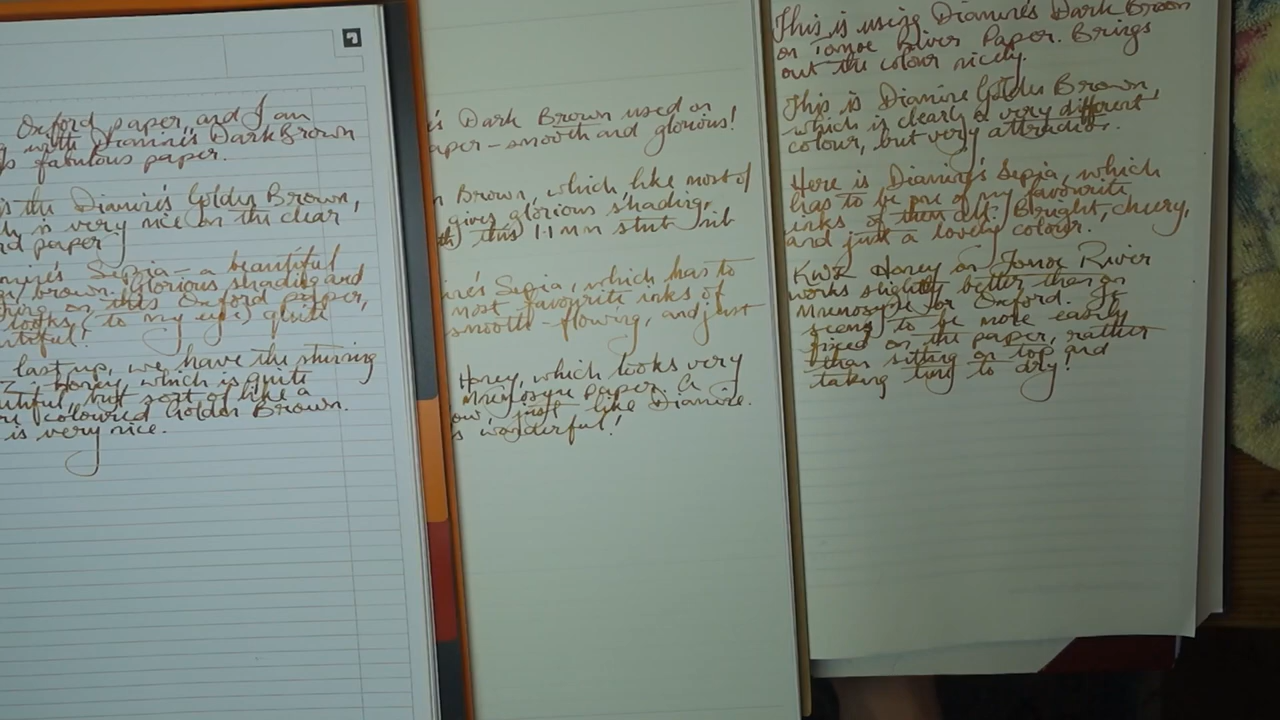 Oxford paper, and I am
with Diamine's Dark Brown
fabulous paper.
is the Diamine's Golden Brown,
is very nice on the clear
paper
Sepia - a beautiful
brown. Glorious shading and
on this Oxford paper,
looks, (to my eye) quite
last up, we have the shining
Honey, which is quite
but sort of like a
coloured Golden Brown.
is very nice.
's Dark Brown used on
aper - smooth and glorious!
n Brown, which, like most of
gives glorious shading,
this 1.1mm stub nib
ne's Sepia, which has to
most favourite inks of
smooth-flowing, and just
Honey, which looks very
Mnemosyne paper. A
just like Diamine.
s wonderful!
This is using Diamine's Dark Brown
on Tomoe River Paper. Brings
out the colour nicely.
This is Diamine Golden Brown,
which is clearly a very different
colour, but very attractive.
Here is Diamine's Sepia, which
has to be one of my favourite
inks of them all! Bright, cheery,
and just a lovely colour.
KWZ Honey on Tomoe River
works slightly better than on
Mnemosyne or Oxford. It
seems to be more easily
fixed on the paper, rather
than sitting on top and
taking time to dry!